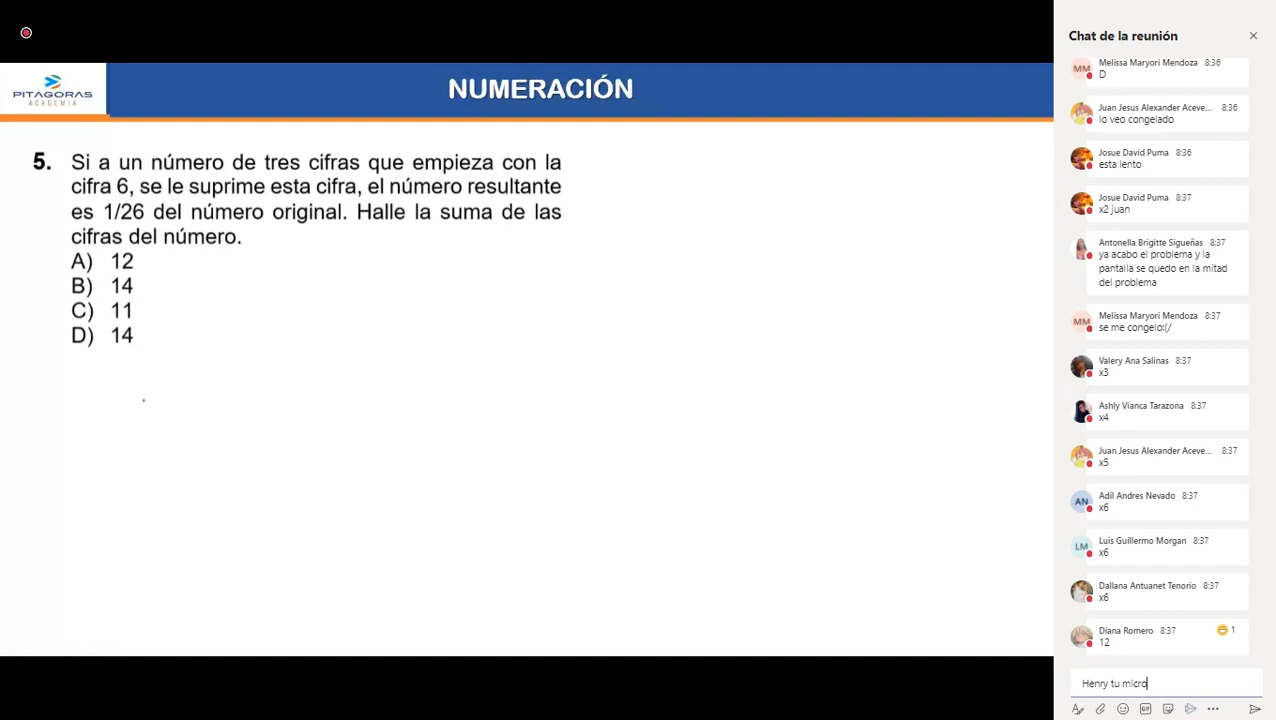 PITAGORAS
ACADEMIA
NUMERACIÓN
5. Si a un número de tres cifras que empieza con la
cifra 6, se le suprime esta cifra, el número resultante
es 1/26 del número original. Halle la suma de las
cifras del número.
A) 12
B) 14
C) 11
D) 14
Chat de la reunión
MM
Melissa Maryori Mendoza 8:36
D
Juan Jesus Alexander Aceve... 8:36
lo veo congelado
Josue David Puma 8:36
esta lento
Josue David Puma 8:37
x2 juan
Antonella Brigitte Sigueñas 8:37
ya acabo el problema y la
pantalla se quedo en la mitad
del problema
MM
Melissa Maryori Mendoza 8:37
se me congelo:(/
Valery Ana Salinas 8:37
x3
Ashly Vianca Tarazona 8:37
x4
Juan Jesus Alexander Aceve... 8:37
x5
AN
Adil Andres Nevado 8:37
x6
LM
Luis Guillermo Morgan 8:37
x6
Dallana Antuanet Tenorio 8:37
x6
Diana Romero 8:37 1
12
Henry tu micro
GIF